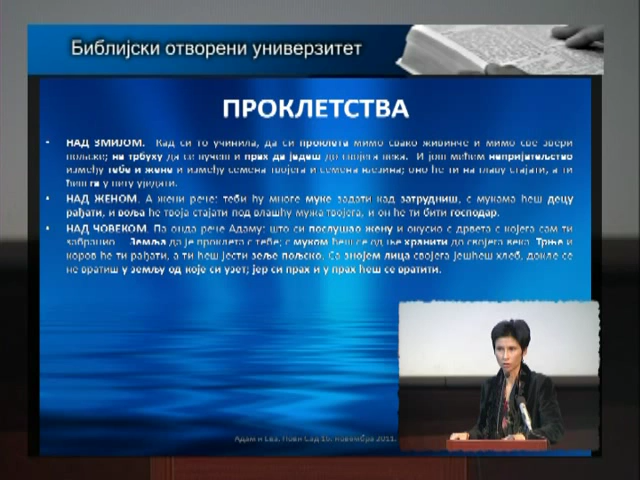 Библијски отворени универзитет
ПРОКЛЕТСТВА
• НАД ЗМИЈОМ. Кад си то учинила, да си проклета мимо свако живинче и мимо све звери
пољске; на трбуху да се вучеш и прах да једеш до својега века. И још мећем непријатељство
између тебе и жене и између семена твојега и семена њезина; оно ће ти на главу стајати, а ти
ћеш га у пету уједати.
• НАД ЖЕНОМ. А жени рече: теби ћу многе муке задати кад затрудниш, с мукама ћеш децу
рађати, и воља ће твоја стајати под влашћу мужа твојега, и он ће ти бити господар.
• НАД ЧОВЕКОМ. Па онда рече Адаму: што си послушао жену и окусио с дрвета с којега сам ти
забранио... Земља да је проклета с тебе; с муком ћеш се од ње хранити до својега века. Трње и
коров ће ти рађати, а ти ћеш јести зеље пољско. Са знојем лица својега јешћеш хлеб, докле се
не вратиш у земљу од које си узет; јер си прах и у прах ћеш се вратити.
Адам и Ева, Нови Сад 16. новембра 2011.